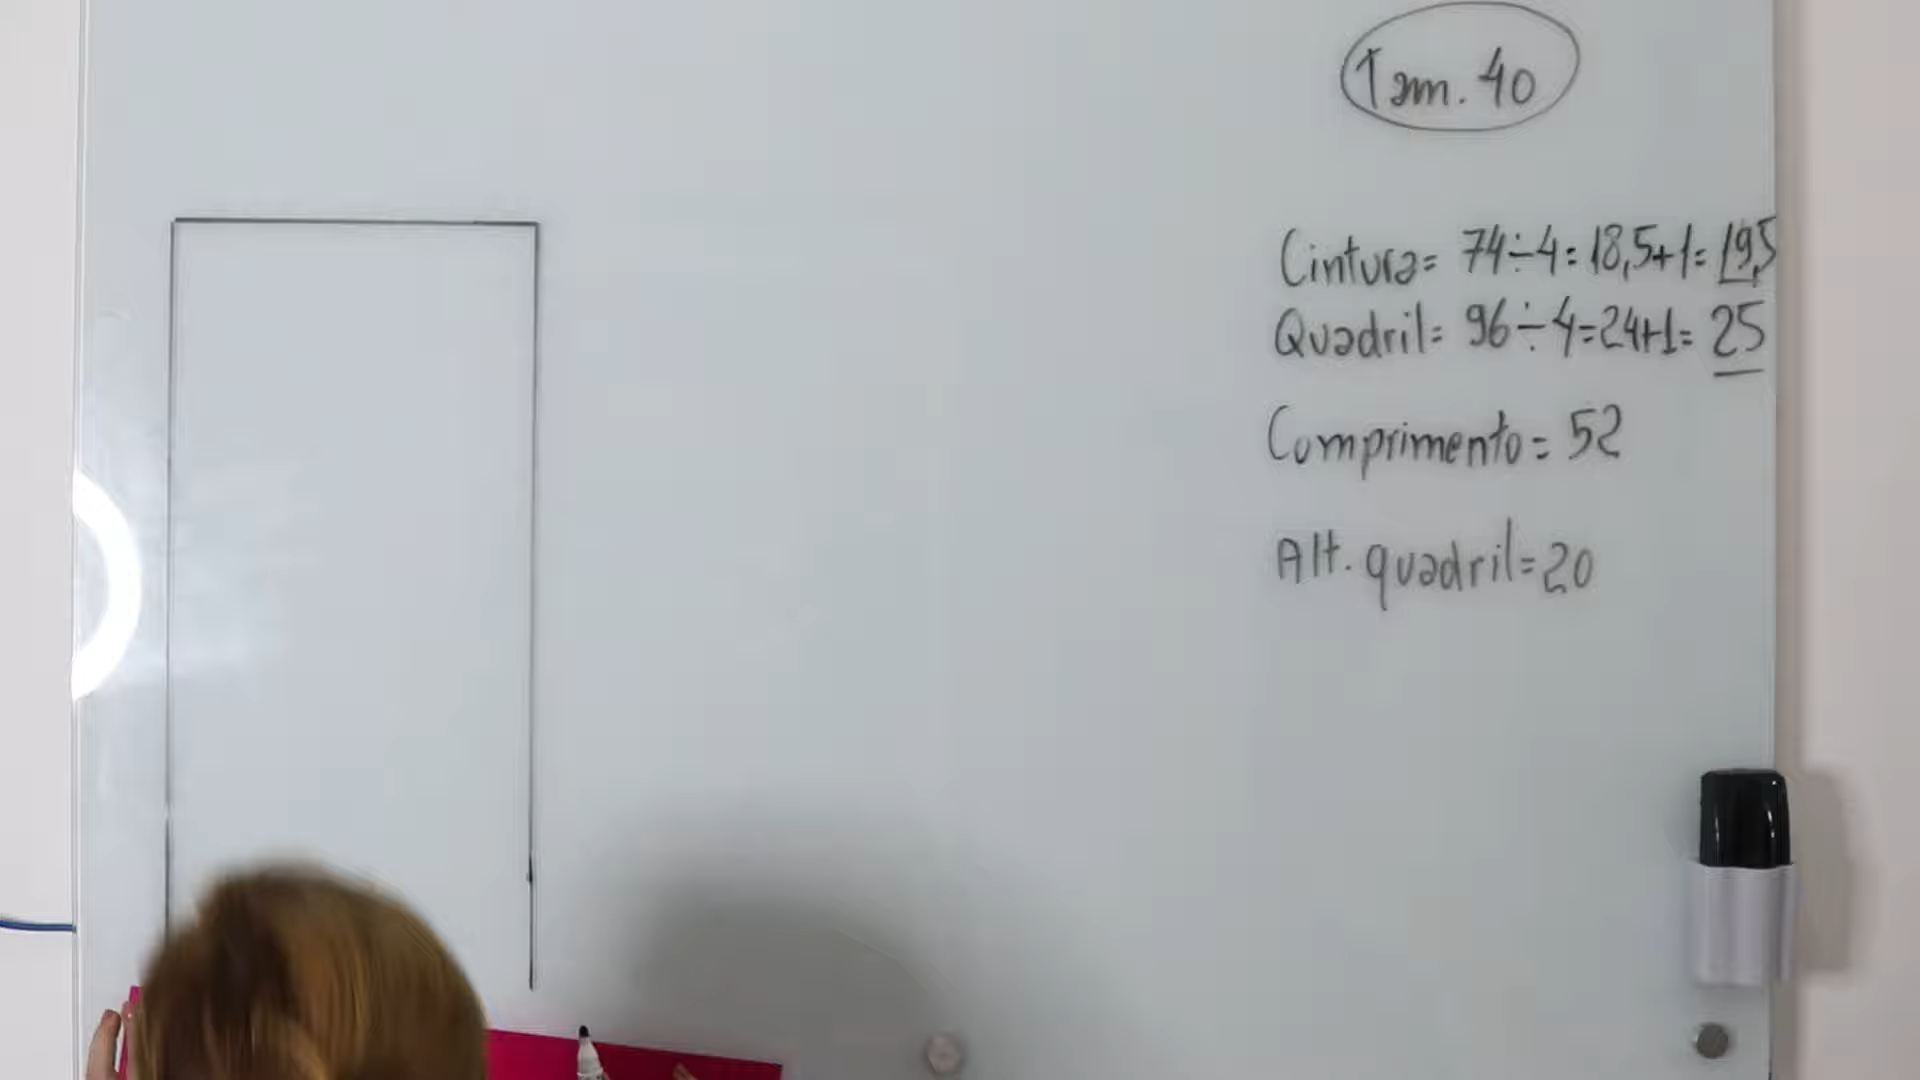 Tam. 40
Cintura= 74÷4= 18,5+1= 19,5
Quadril= 96÷4=24+1= 25
Comprimento= 52
Alt. quadril=20